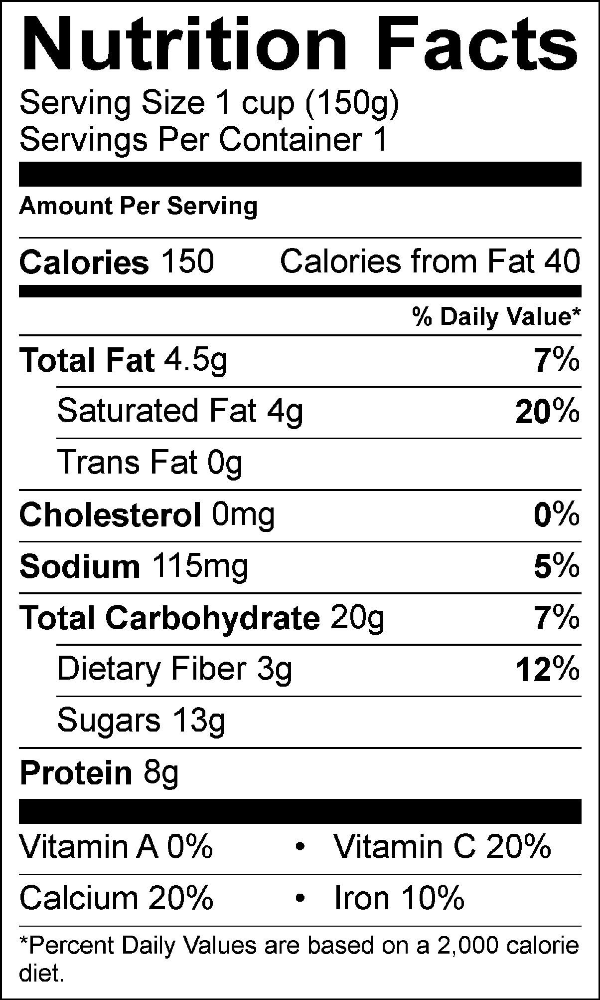 Nutrition Facts
Serving Size 1 cup (150g)
Servings Per Container 1
Amount Per Serving
Calories 150 Calories from Fat 40
% Daily Value*
Total Fat 4.5g 7%
Saturated Fat 4g 20%
Trans Fat 0g
Cholesterol 0mg 0%
Sodium 115mg 5%
Total Carbohydrate 20g 7%
Dietary Fiber 3g 12%
Sugars 13g
Protein 8g
Vitamin A 0% • Vitamin C 20%
Calcium 20% • Iron 10%
*Percent Daily Values are based on a 2,000 calorie
diet.